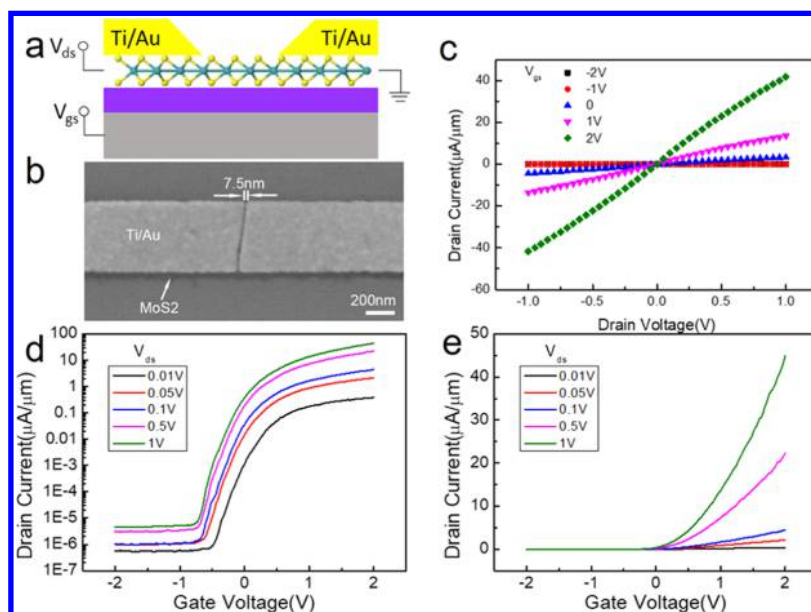 a
Ti/Au
Ti/Au
Vds
Vgs
b
7.5nm
Ti/Au
MoS2
200nm
c
Vgs
-2V
-1V
0
1V
2V
40
20
0
-20
-40
-60
-1.0
-0.5
0.0
0.5
1.0
Drain Current(μA/μm)
Drain Voltage(V)
d
Vds
0.01V
0.05V
0.1V
0.5V
1V
100
10
1
0.1
0.01
1E-3
1E-4
1E-5
1E-6
1E-7
-2
-1
0
1
2
Drain Current(μA/μm)
Gate Voltage(V)
e
Vds
0.01V
0.05V
0.1V
0.5V
1V
50
40
30
20
10
0
-2
-1
0
1
2
Drain Current(μA/μm)
Gate Voltage(V)